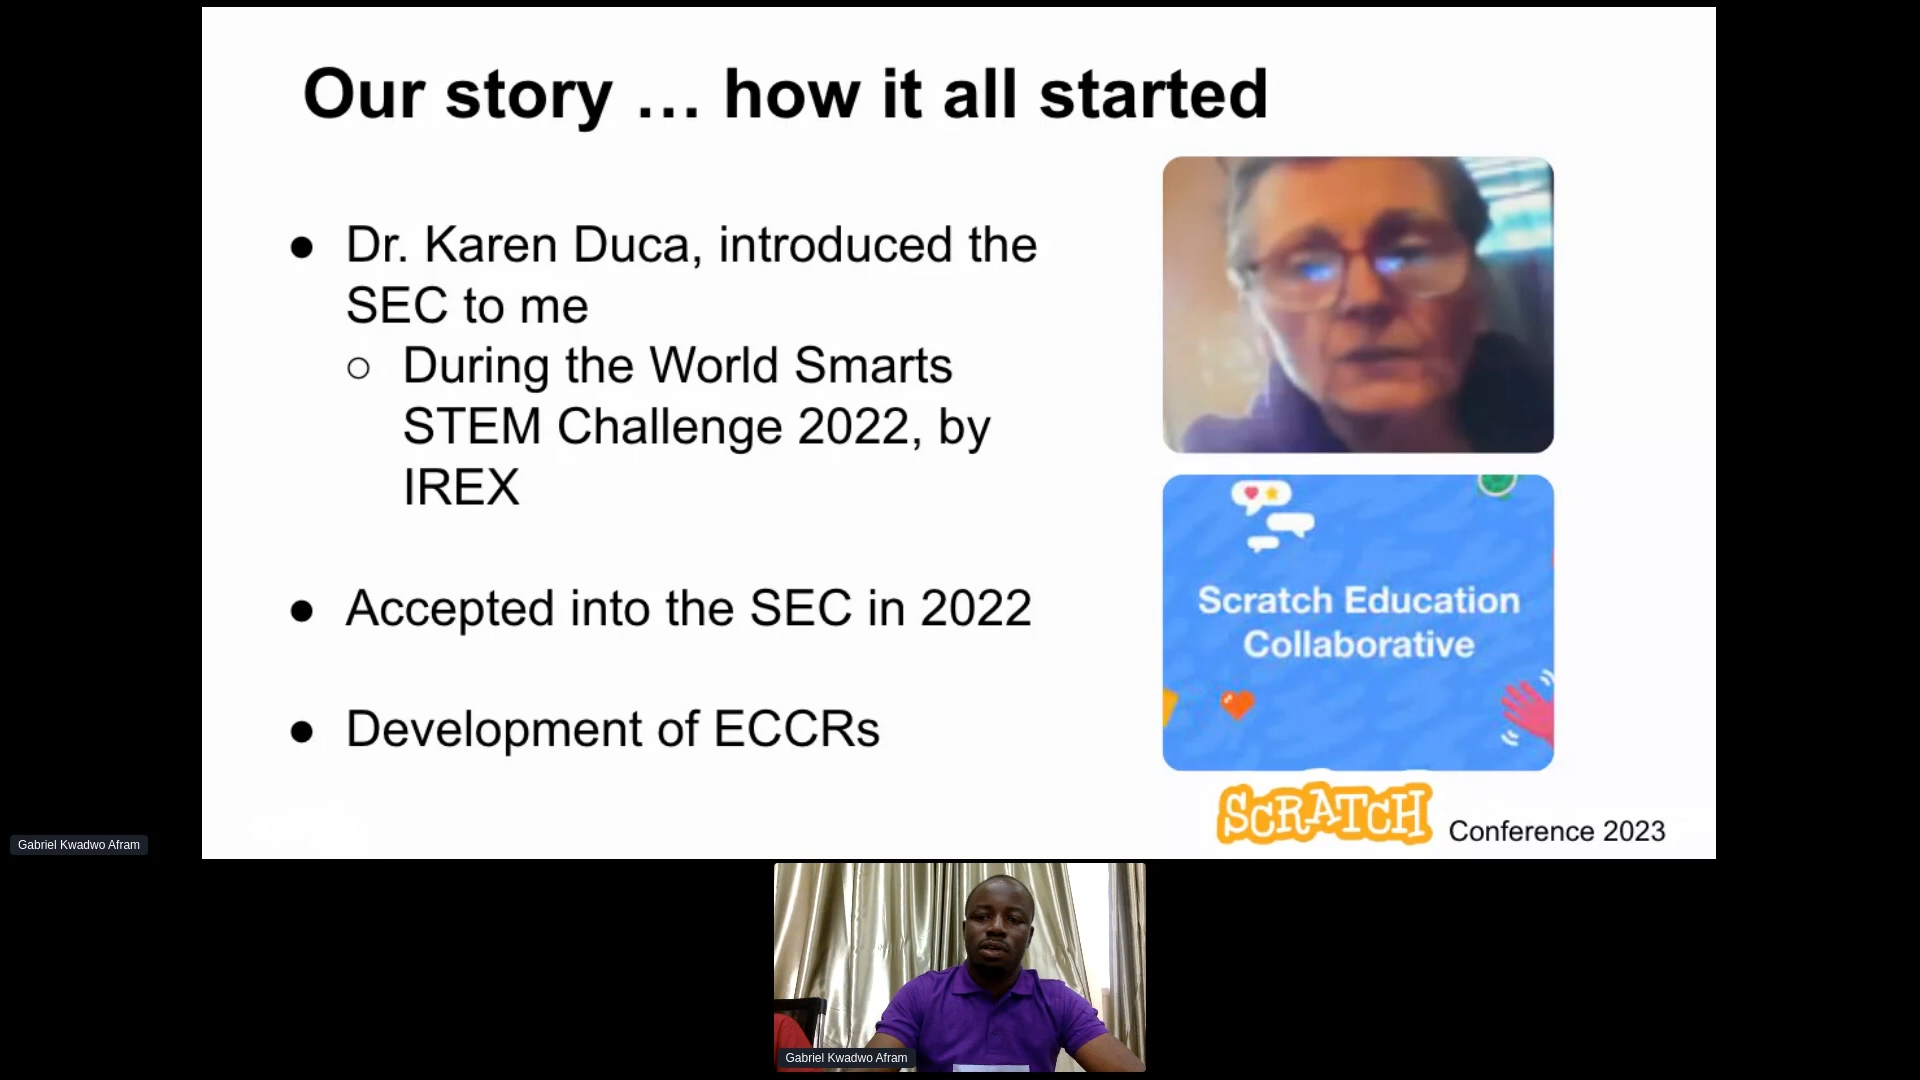 Our story … how it all started
● Dr. Karen Duca, introduced the
SEC to me
○ During the World Smarts
STEM Challenge 2022, by
IREX
● Accepted into the SEC in 2022
● Development of ECCRs
Scratch Education
Collaborative
SCRATCH Conference 2023
Gabriel Kwadwo Afram
Gabriel Kwadwo Afram